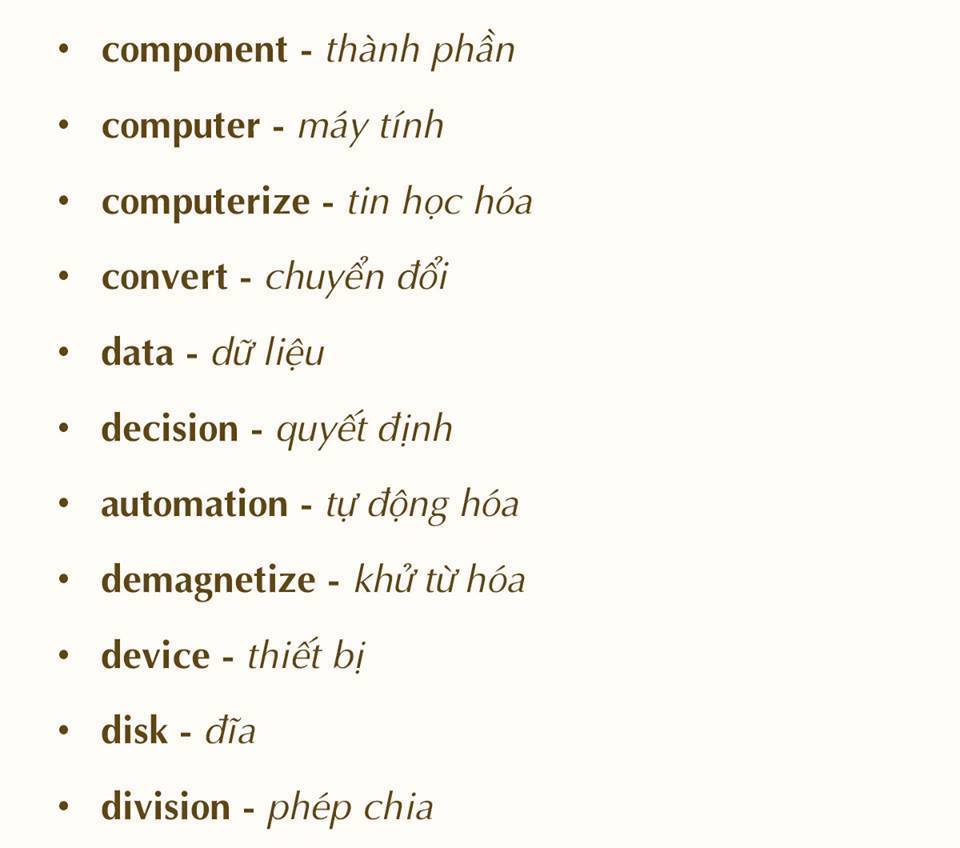 • component - thành phần
• computer - máy tính
• computerize - tin học hóa
• convert - chuyển đổi
• data - dữ liệu
• decision - quyết định
• automation - tự động hóa
• demagnetize - khử từ hóa
• device - thiết bị
• disk - đĩa
• division - phép chia